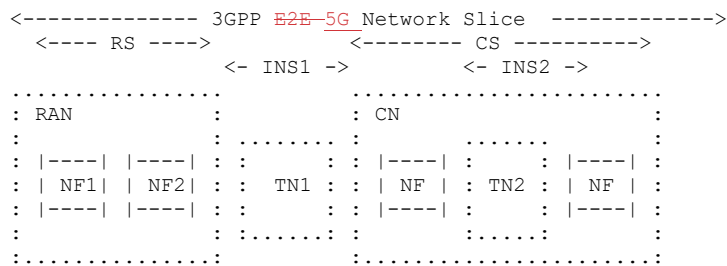 <-------------- 3GPP E2E 5G Network Slice ------------->
<---- RS ----> <-------- CS ---------->
<- INS1 -> <- INS2 ->
................. ..........................
: RAN : : CN :
: : ........ : ....... :
: |----| |----| : : : : |----| : : |----| :
: | NF1| | NF2| : : TN1 : : | NF | : TN2 : | NF | :
: |----| |----| : : : : |----| : : |----| :
: : :......: : :.....: :
:...............: :........................: